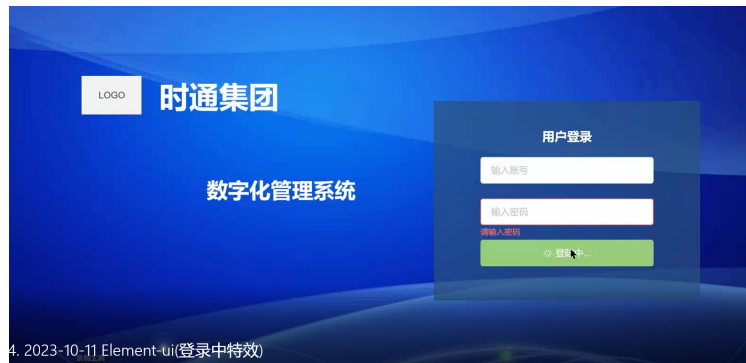 LOGO
时通集团
数字化管理系统
用户登录
输入账号
输入密码
请输入密码
登陆中...
4. 2023-10-11 Element-ui(登录中特效)